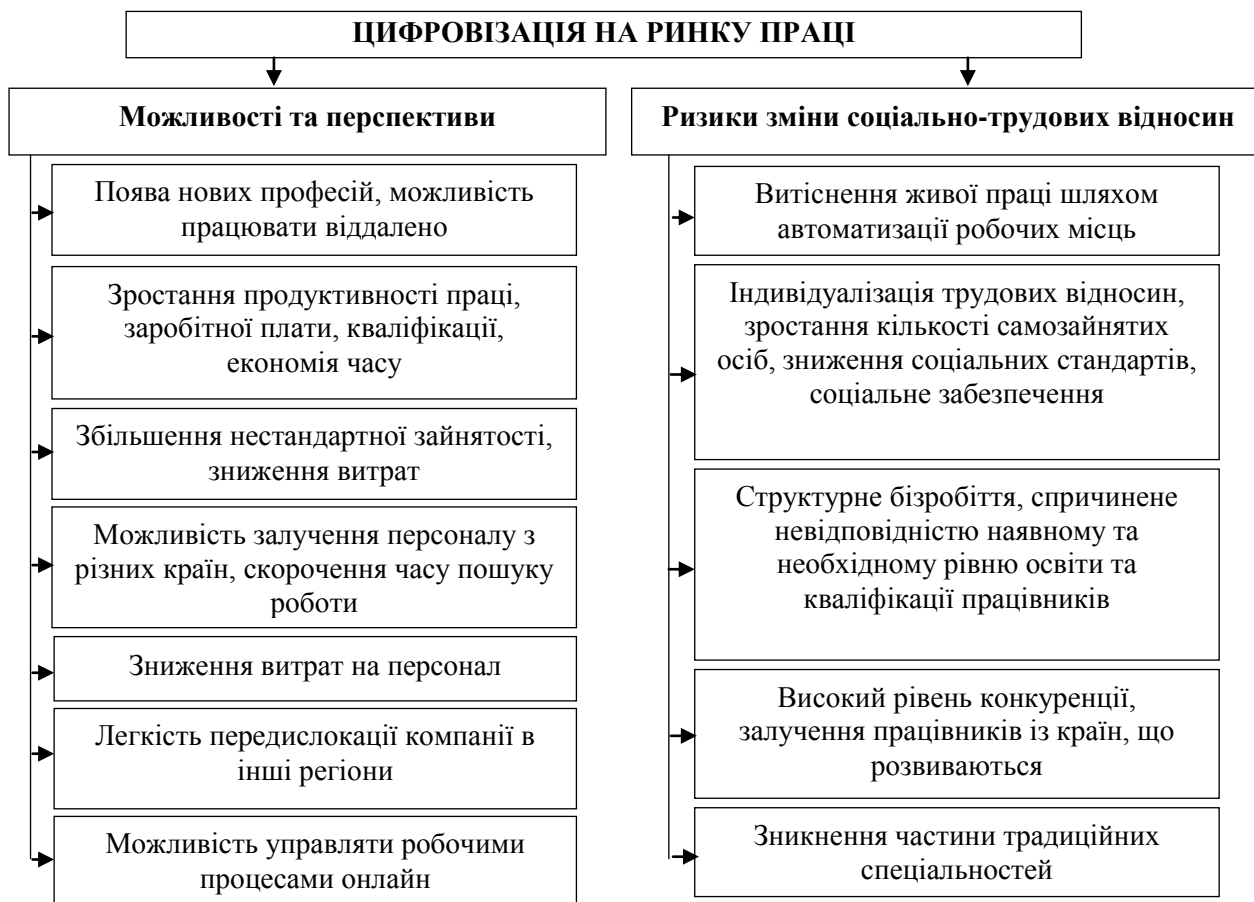 ЦИФРОВІЗАЦІЯ НА РИНКУ ПРАЦІ
Можливості та перспективи
Поява нових професій, можливість
працювати віддалено
Зростання продуктивності праці,
заробітної плати, кваліфікації,
економія часу
Збільшення нестандартної зайнятості,
зниження витрат
Можливість залучення персоналу з
різних країн, скорочення часу пошуку
роботи
Зниження витрат на персонал
Легкість передислокації компанії в
інші регіони
Можливість управляти робочими
процесами онлайн
Ризики зміни соціально-трудових відносин
Витіснення живої праці шляхом
автоматизації робочих місць
Індивідуалізація трудових відносин,
зростання кількості самозайнятих
осіб, зниження соціальних стандартів,
соціальне забезпечення
Структурне бізробіття, спричинене
невідповідністю наявному та
необхідному рівню освіти та
кваліфікації працівників
Високий рівень конкуренції,
залучення працівників із країн, що
розвиваються
Зникнення частини традиційних
спеціальностей